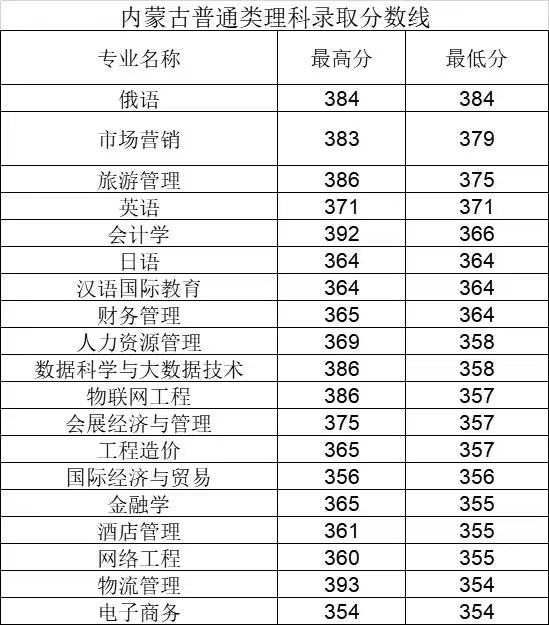 内蒙古普通类理科录取分数线
专业名称 最高分 最低分
俄语 384 384
市场营销 383 379
旅游管理 386 375
英语 371 371
会计学 392 366
日语 364 364
汉语国际教育 364 364
财务管理 365 364
人力资源管理 369 358
数据科学与大数据技术 386 358
物联网工程 386 357
会展经济与管理 375 357
工程造价 365 357
国际经济与贸易 356 356
金融学 365 355
酒店管理 361 355
网络工程 360 355
物流管理 393 354
电子商务 354 354